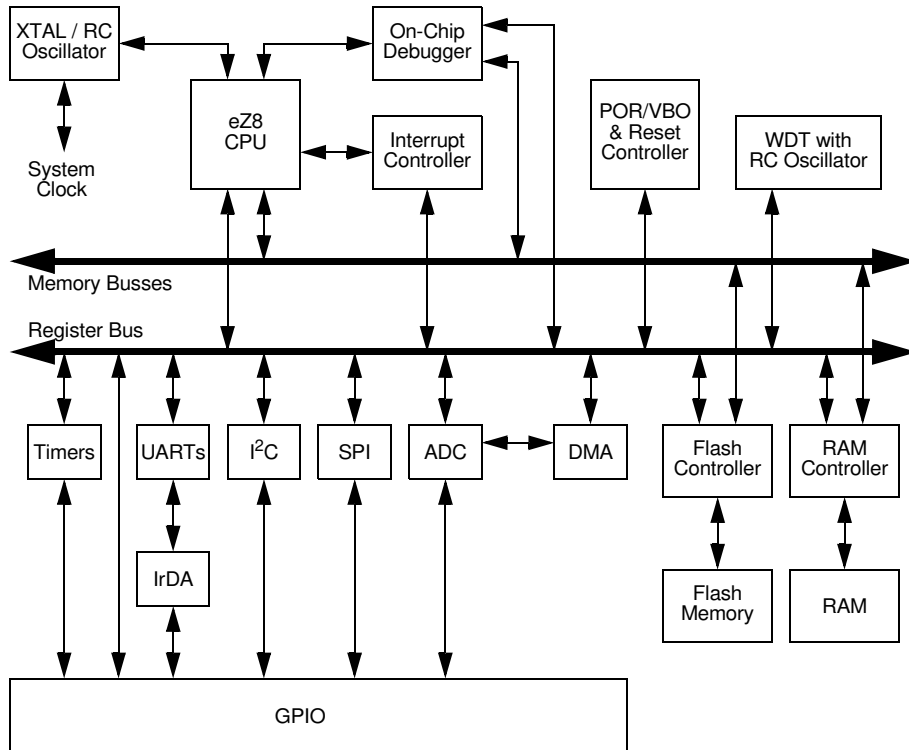 XTAL / RC
Oscillator
On-Chip
Debugger
eZ8
CPU
Interrupt
Controller
POR/VBO
& Reset
Controller
WDT with
RC Oscillator
System
Clock
Memory Busses
Register Bus
Timers
UARTs
I²C
SPI
ADC
DMA
Flash
Controller
RAM
Controller
IrDA
Flash
Memory
RAM
GPIO